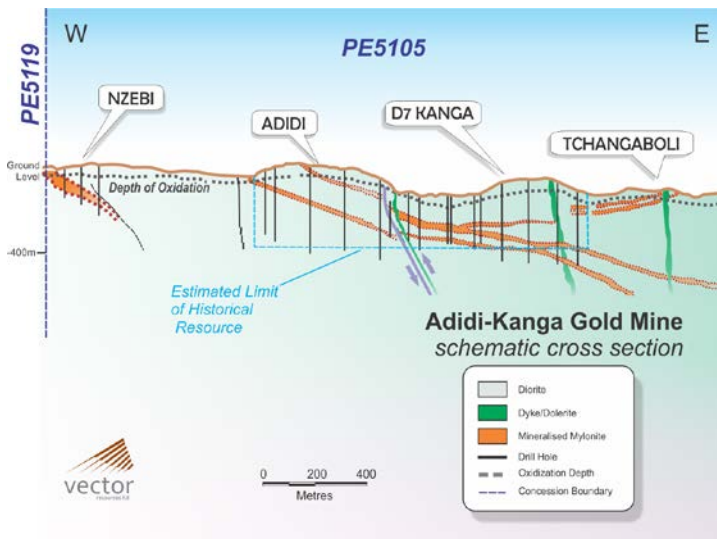 W
PE5105
E
PE5119
NZEBI
ADIDI
D7 KANGA
TCHANGABOLI
Ground
Level
Depth of Oxidation
-400m
Estimated Limit
of Historical
Resource
Adidi-Kanga Gold Mine
schematic cross section
Diorite
Dyke/Dolerite
Mineralised Mylonite
Drill Hole
Oxidization Depth
Concession Boundary
0 200 400
Metres
vector